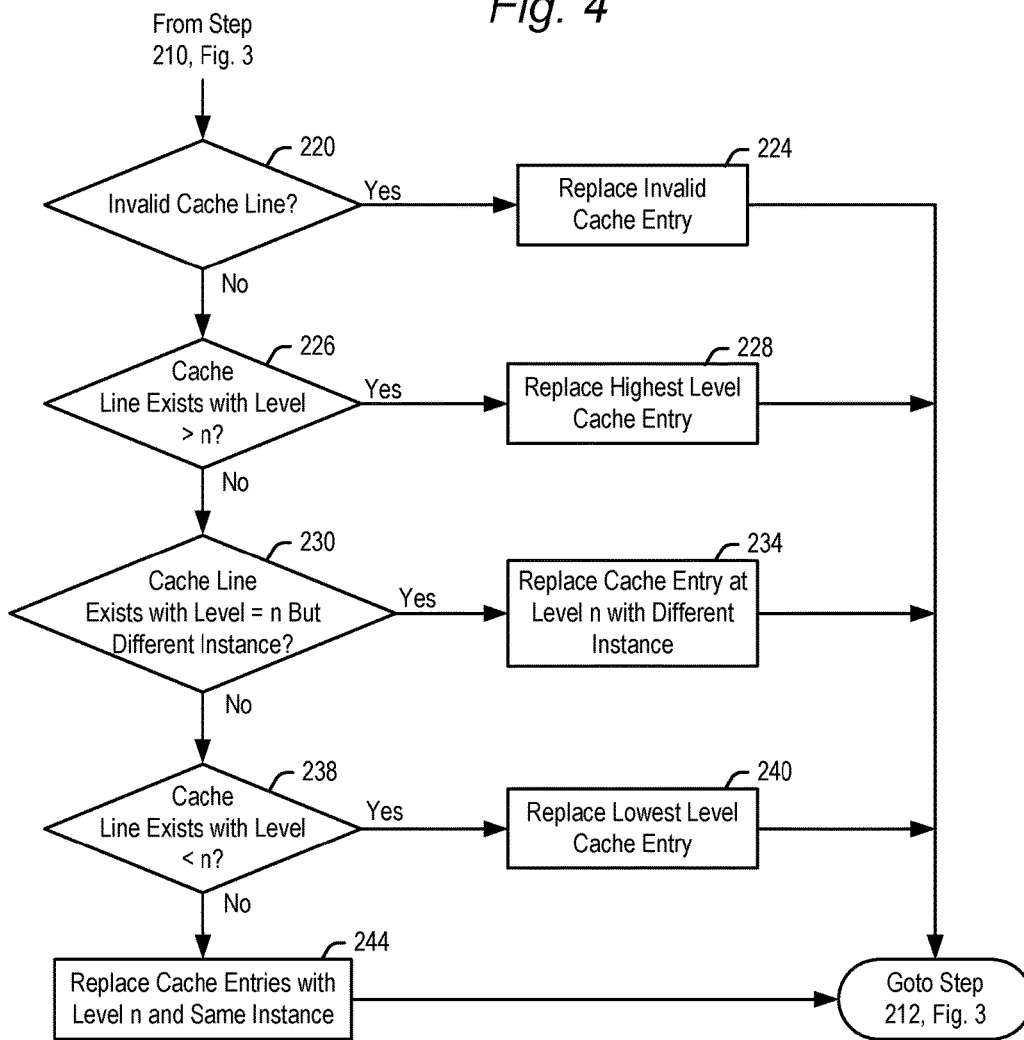 Fig. 4
From Step
210, Fig. 3
220
Invalid Cache Line?
Yes
224
Replace Invalid
Cache Entry
No
226
Cache
Line Exists with Level
> n?
Yes
228
Replace Highest Level
Cache Entry
No
230
Cache Line
Exists with Level = n But
Different Instance?
Yes
234
Replace Cache Entry at
Level n with Different
Instance
No
238
Cache
Line Exists with Level
< n?
Yes
240
Replace Lowest Level
Cache Entry
No
244
Replace Cache Entries with
Level n and Same Instance
Goto Step
212, Fig. 3